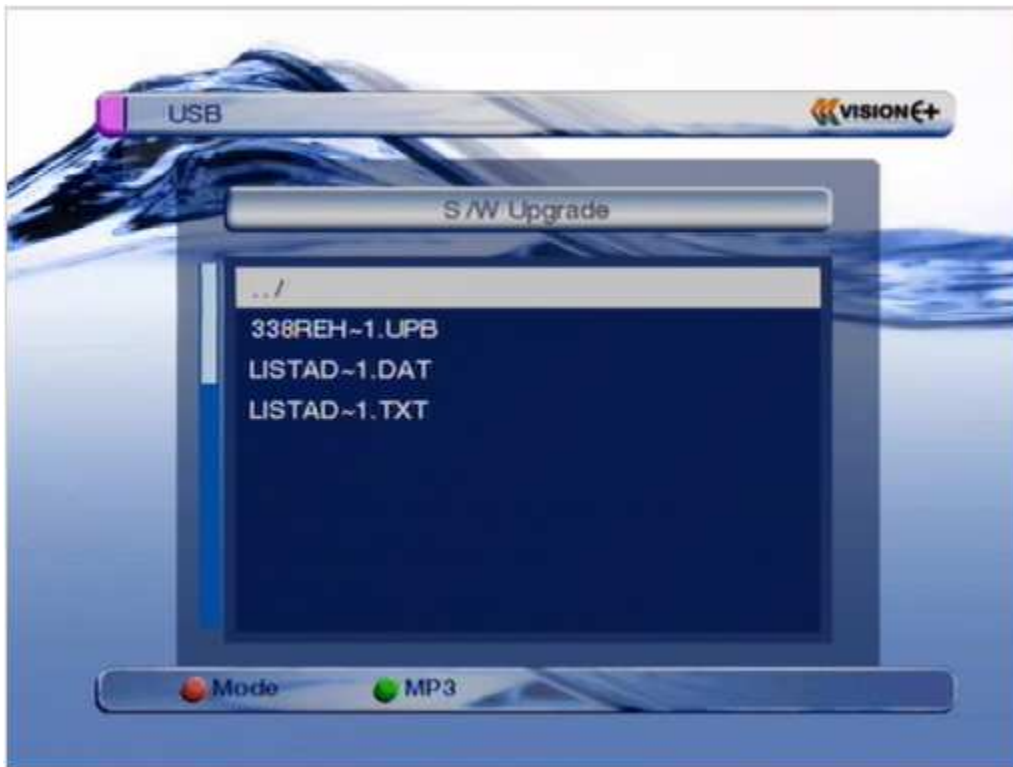 USB
VISION E+
S/W Upgrade
../
338REH~1.UPB
LISTAD~1.DAT
LISTAD~1.TXT
Mode
MP3